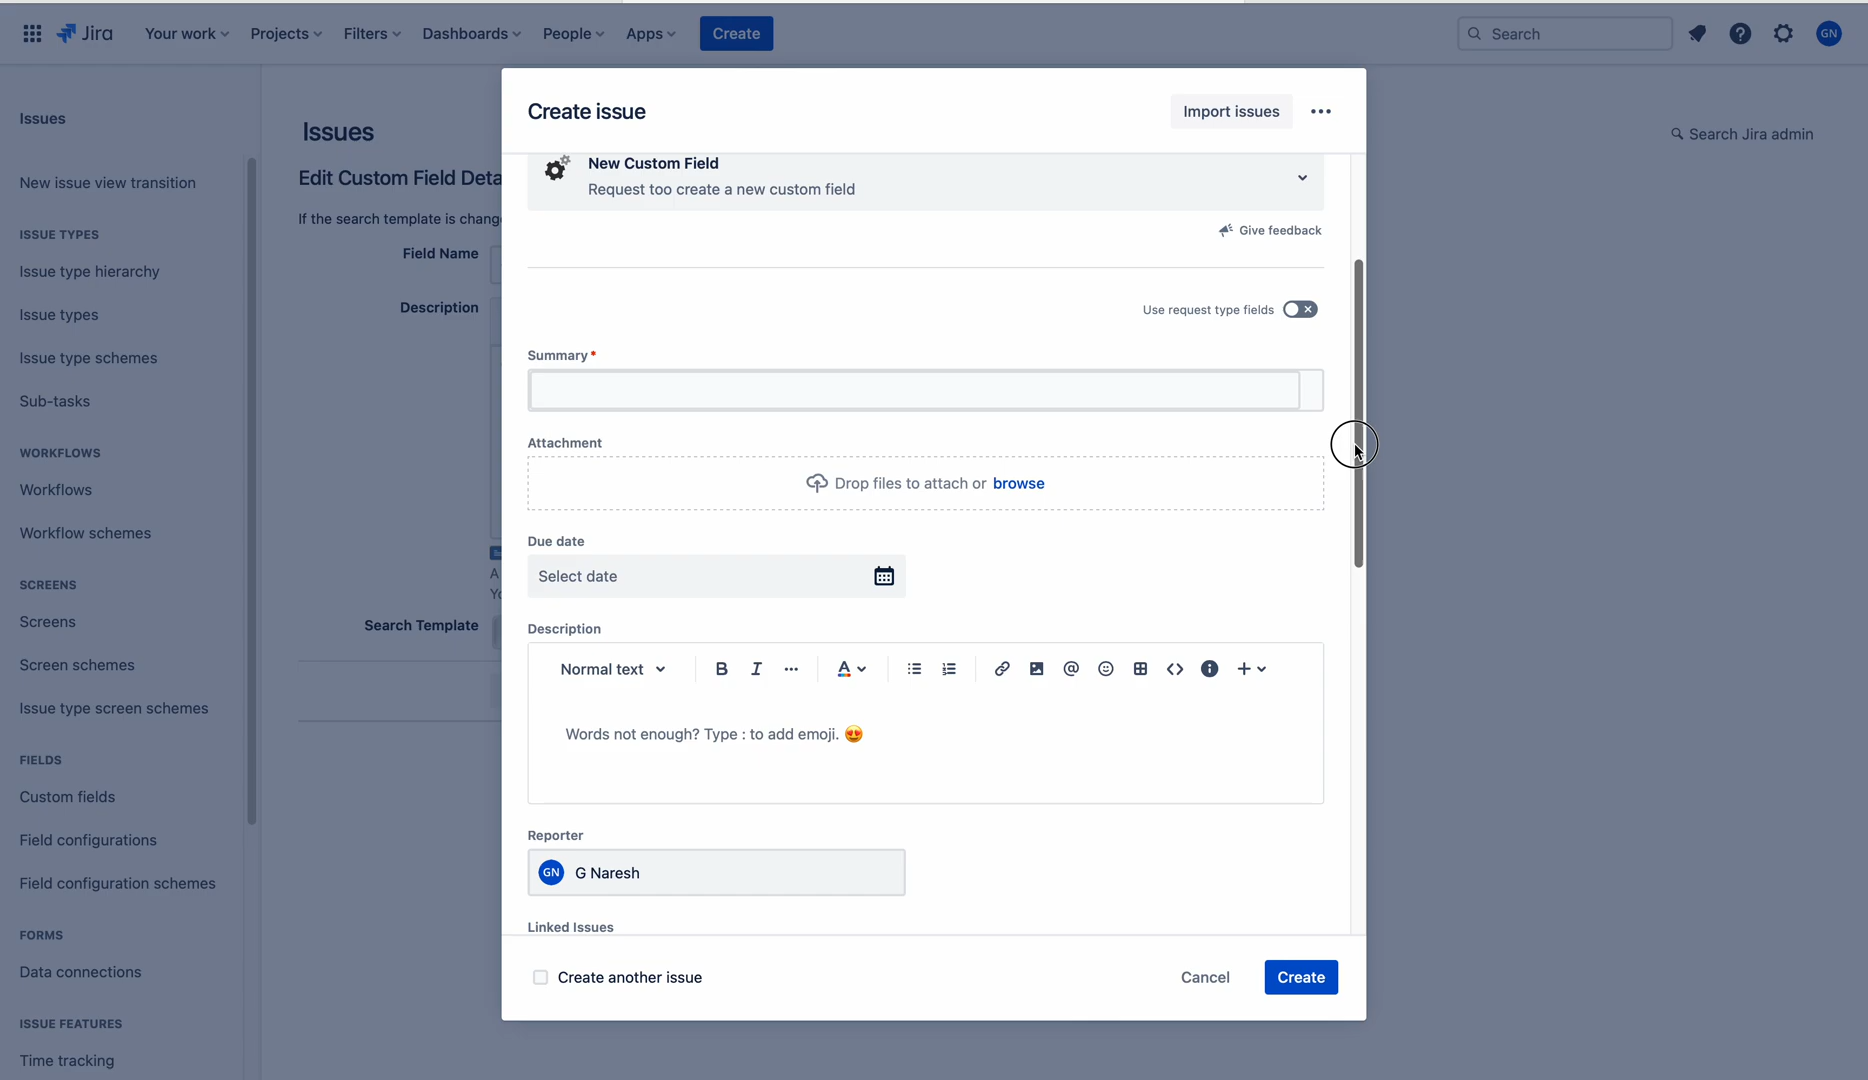 Jira
Your work
Projects
Filters
Dashboards
People
Apps
Create
Search
GN
Issues
New issue view transition
ISSUE TYPES
Issue type hierarchy
Issue types
Issue type schemes
Sub-tasks
WORKFLOWS
Workflows
Workflow schemes
SCREENS
Screens
Screen schemes
Issue type screen schemes
FIELDS
Custom fields
Field configurations
Field configuration schemes
FORMS
Data connections
ISSUE FEATURES
Time tracking
Issues
Search Jira admin
Edit Custom Field Deta
If the search template is chang
Field Name
Description
A
Yo
Search Template
Create issue
Import issues
New Custom Field
Request too create a new custom field
Give feedback
Use request type fields
Summary*
Attachment
Drop files to attach or browse
Due date
Select date
Description
Normal text
B I A
Words not enough? Type : to add emoji. 😍
Reporter
GN G Naresh
Linked Issues
Create another issue
Cancel
Create